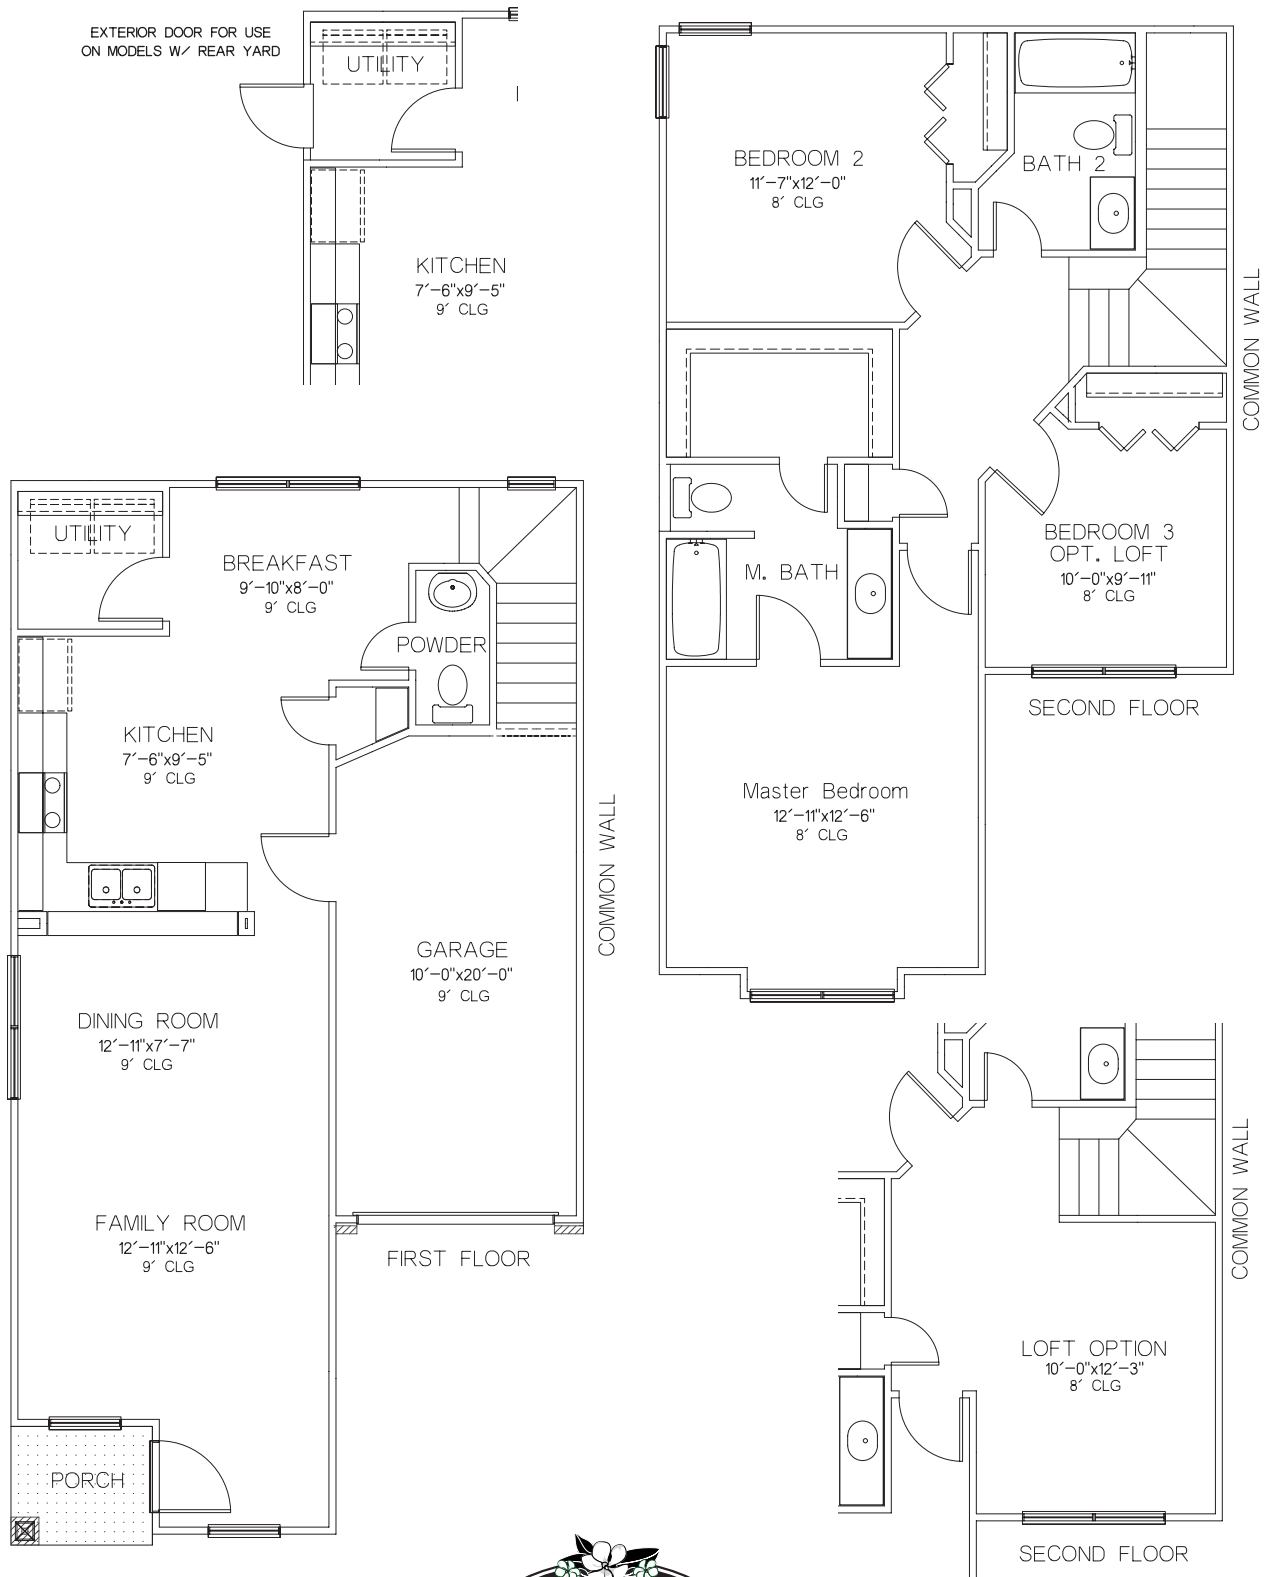 EXTERIOR DOOR FOR USE
ON MODELS W/ REAR YARD
UTILITY
KITCHEN
7'-6"x9'-5"
9' CLG
UTILITY
BREAKFAST
9'-10"x8'-0"
9' CLG
POWDER
KITCHEN
7'-6"x9'-5"
9' CLG
GARAGE
10'-0"x20'-0"
9' CLG
COMMON WALL
DINING ROOM
12'-11"x7'-7"
9' CLG
FAMILY ROOM
12'-11"x12'-6"
9' CLG
PORCH
FIRST FLOOR
BEDROOM 2
11'-7"x12'-0"
8' CLG
BATH 2
COMMON WALL
M. BATH
BEDROOM 3
OPT. LOFT
10'-0"x9'-11"
8' CLG
SECOND FLOOR
Master Bedroom
12'-11"x12'-6"
8' CLG
COMMON WALL
LOFT OPTION
10'-0"x12'-3"
8' CLG
SECOND FLOOR